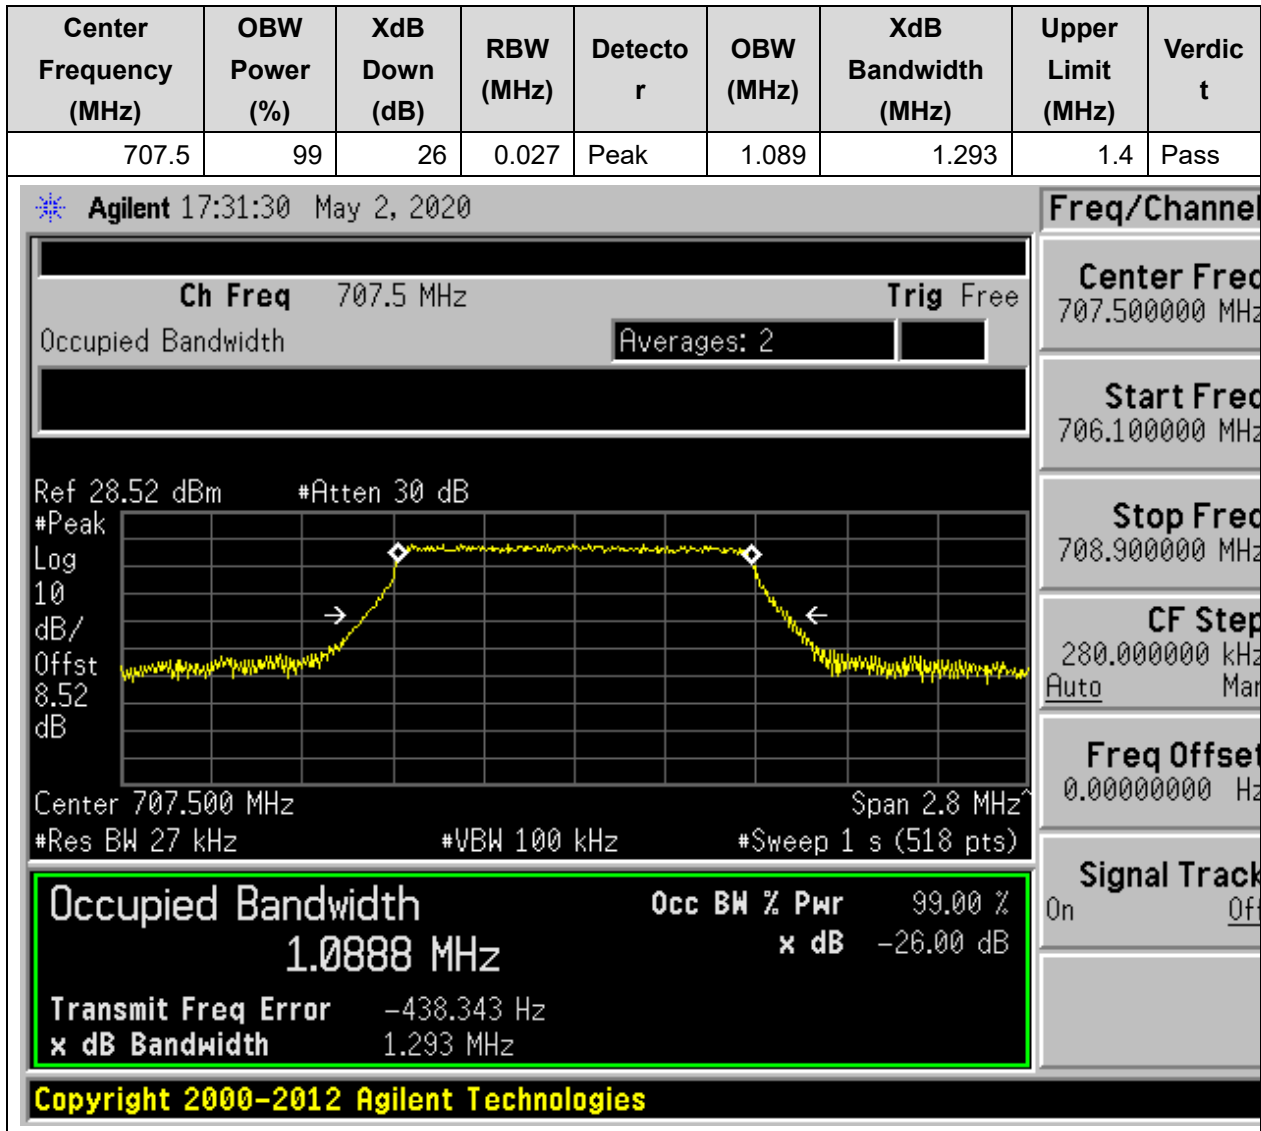 Center Frequency (MHz) OBW Power (%) XdB Down (dB) RBW (MHz) Detecto r OBW (MHz) XdB Bandwidth (MHz) Upper Limit (MHz) Verdic t
707.5 99 26 0.027 Peak 1.089 1.293 1.4 Pass
Agilent 17:31:30 May 2, 2020
Freq/Channel
Ch Freq 707.5 MHz Trig Free
Occupied Bandwidth Averages: 2
Center Freq
707.500000 MHz
Start Freq
706.100000 MHz
Stop Freq
708.900000 MHz
CF Step
280.000000 kHz
Auto Man
Freq Offset
0.00000000 Hz
Signal Track
On Off
Ref 28.52 dBm #Atten 30 dB
#Peak
Log
10
dB/
Offst
8.52
dB
Center 707.500 MHz Span 2.8 MHz^
#Res BW 27 kHz #VBW 100 kHz #Sweep 1 s (518 pts)
Occupied Bandwidth Occ BW % Pwr 99.00 %
1.0888 MHz x dB -26.00 dB
Transmit Freq Error -438.343 Hz
x dB Bandwidth 1.293 MHz
Copyright 2000-2012 Agilent Technologies